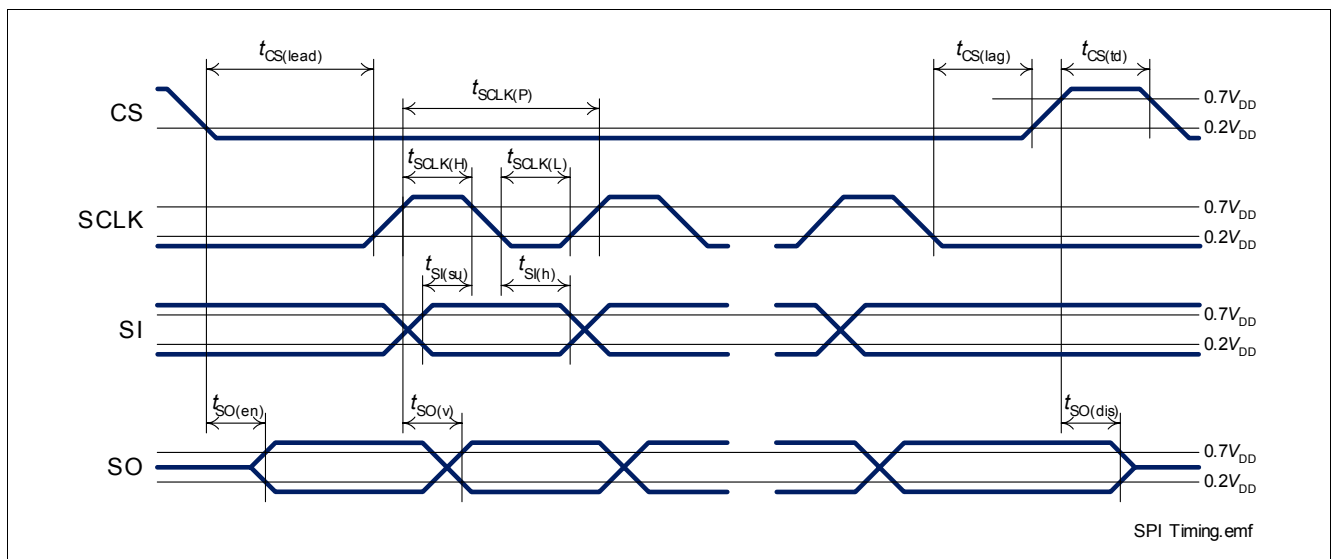 tCS(lead)
tCS(lag)
tCS(td)
tSCLK(P)
CS
0.7VDD
0.2VDD
tSCLK(H)
tSCLK(L)
SCLK
0.7VDD
0.2VDD
tSI(su)
tSI(h)
SI
0.7VDD
0.2VDD
tSO(en)
tSO(v)
tSO(dis)
SO
0.7VDD
0.2VDD
SPI Timing.emf